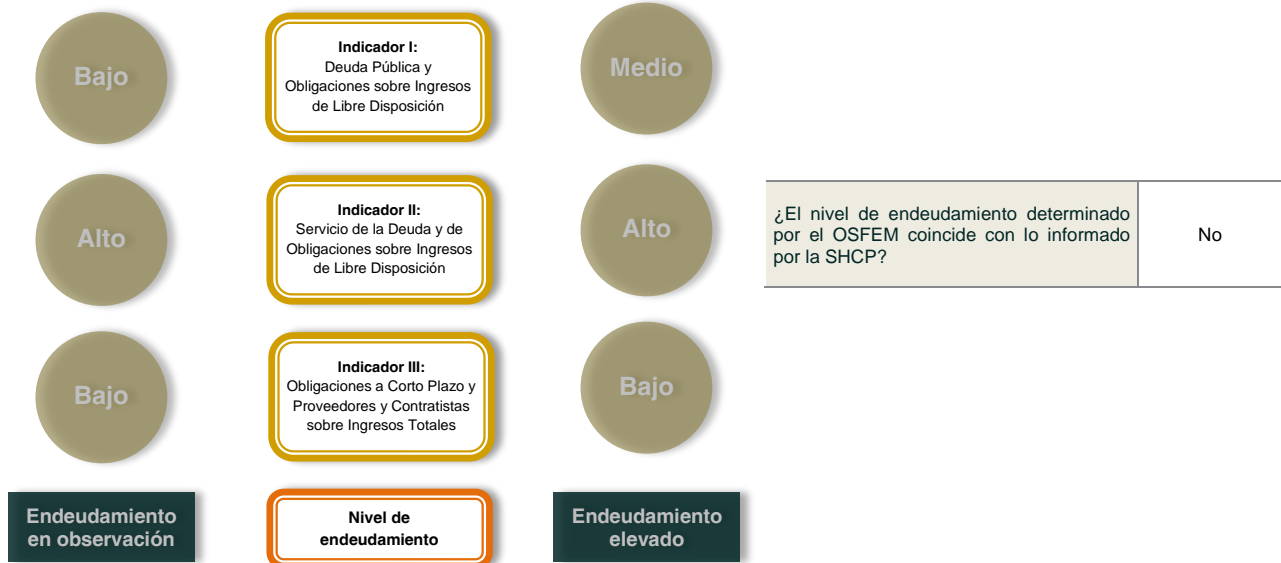 Bajo
Indicador I:
Deuda Pública y
Obligaciones sobre Ingresos
de Libre Disposición
Medio
Alto
Indicador II:
Servicio de la Deuda y de
Obligaciones sobre Ingresos
de Libre Disposición
Alto
¿El nivel de endeudamiento determinado
por el OSFEM coincide con lo informado
por la SHCP?
No
Bajo
Indicador III:
Obligaciones a Corto Plazo y
Proveedores y Contratistas
sobre Ingresos Totales
Bajo
Endeudamiento
en observación
Nivel de
endeudamiento
Endeudamiento
elevado